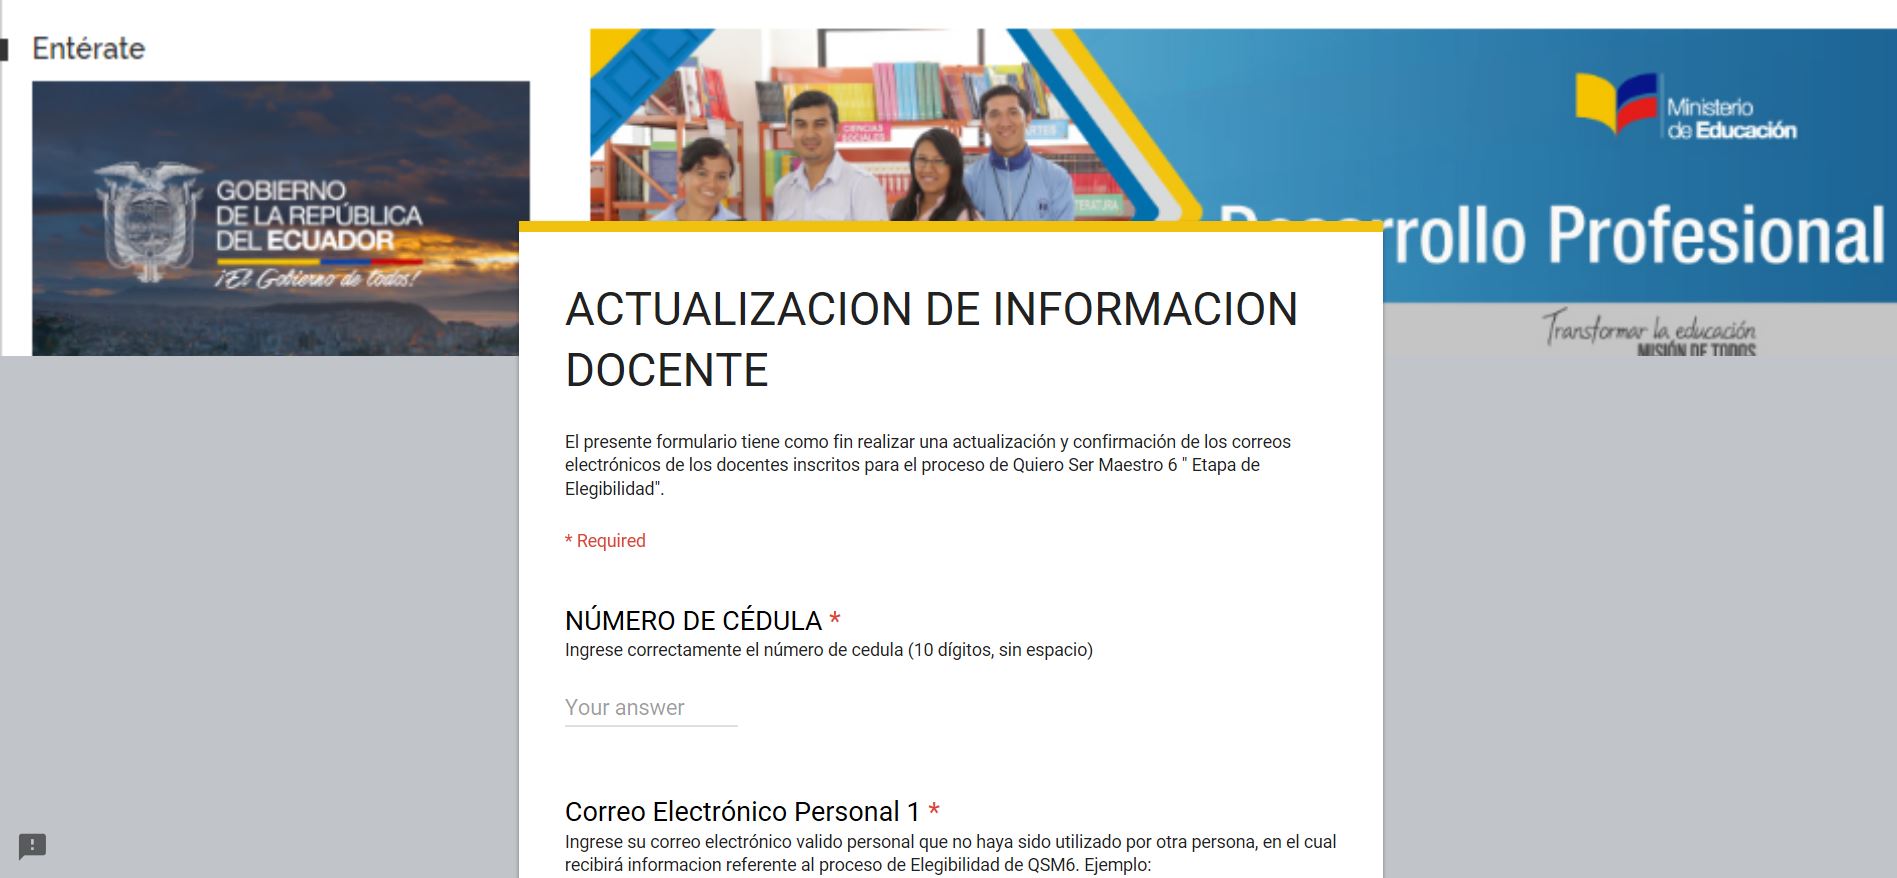 Entérate
GOBIERNO
DE LA REPÚBLICA
DEL ECUADOR
¡El Gobierno de todos!
CIENCIAS
SOCIALES
ARTES
LITERATURA
Ministerio
de Educación
Desarrollo Profesional
Transformar la educación
MISIÓN DE TODOS
ACTUALIZACION DE INFORMACION
DOCENTE
El presente formulario tiene como fin realizar una actualización y confirmación de los correos
electrónicos de los docentes inscritos para el proceso de Quiero Ser Maestro 6 " Etapa de
Elegibilidad".
* Required
NÚMERO DE CÉDULA *
Ingrese correctamente el número de cedula (10 dígitos, sin espacio)
Your answer
Correo Electrónico Personal 1 *
Ingrese su correo electrónico valido personal que no haya sido utilizado por otra persona, en el cual
recibirá informacion referente al proceso de Elegibilidad de QSM6. Ejemplo: